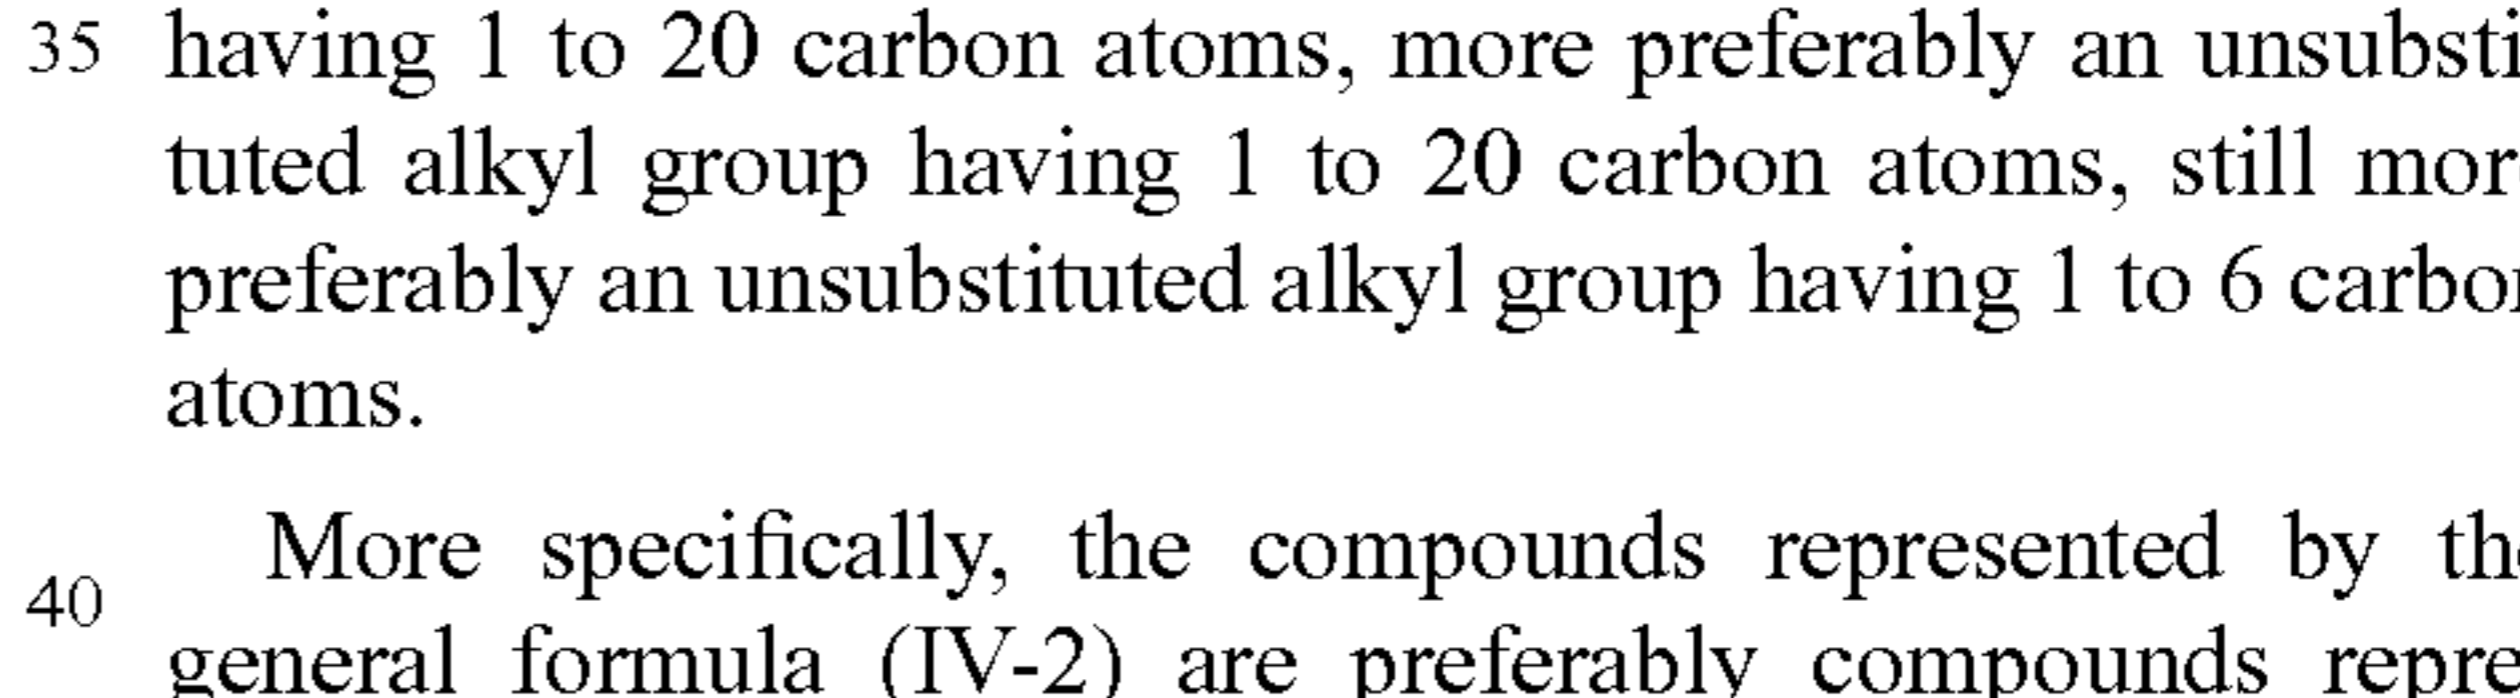 35 having 1 to 20 carbon atoms, more preferably an unsubsti
tuted alkyl group having 1 to 20 carbon atoms, still mor
preferably an unsubstituted alkyl group having 1 to 6 carbon
atoms.
More specifically, the compounds represented by the
40
general formula (IV-2) are preferably compounds repre